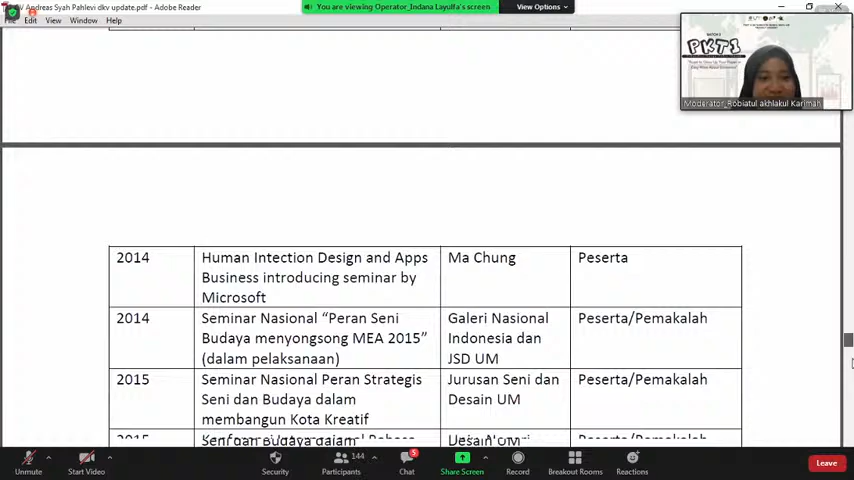 CV Andreas Syah Pahlevi dkv update.pdf - Adobe Reader
You are viewing Operator_Indana Layulfa's screen
View Options
File Edit View Window Help
PKTI
Moderator_Robiatul akhlakul Karimah
2014 Human Intection Design and Apps Business introducing seminar by Microsoft Ma Chung Peserta
2014 Seminar Nasional “Peran Seni Budaya menyongsong MEA 2015” (dalam pelaksanaan) Galeri Nasional Indonesia dan JSD UM Peserta/Pemakalah
2015 Seminar Nasional Peran Strategis Seni dan Budaya dalam membangun Kota Kreatif Jurusan Seni dan Desain UM Peserta/Pemakalah
Unmute
Start Video
Security
Participants
144
Chat
5
Share Screen
Record
Breakout Rooms
Reactions
Leave